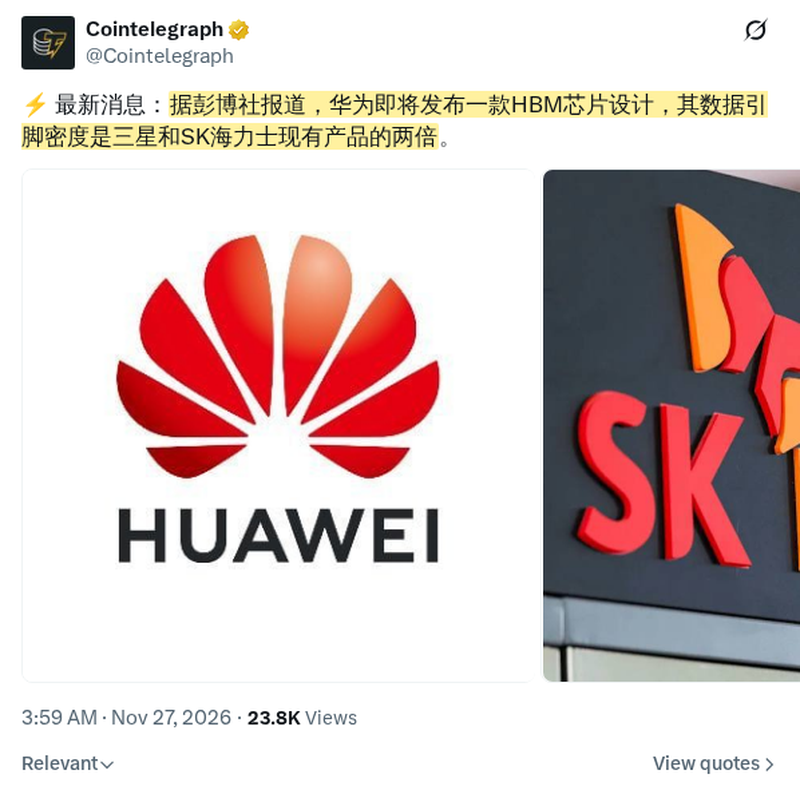 Cointelegraph
@Cointelegraph
⚡ 最新消息：据彭博社报道，华为即将发布一款HBM芯片设计，其数据引
脚密度是三星和SK海力士现有产品的两倍。
HUAWEI
SK
3:59 AM · Nov 27, 2026 · 23.8K Views
Relevant
View quotes